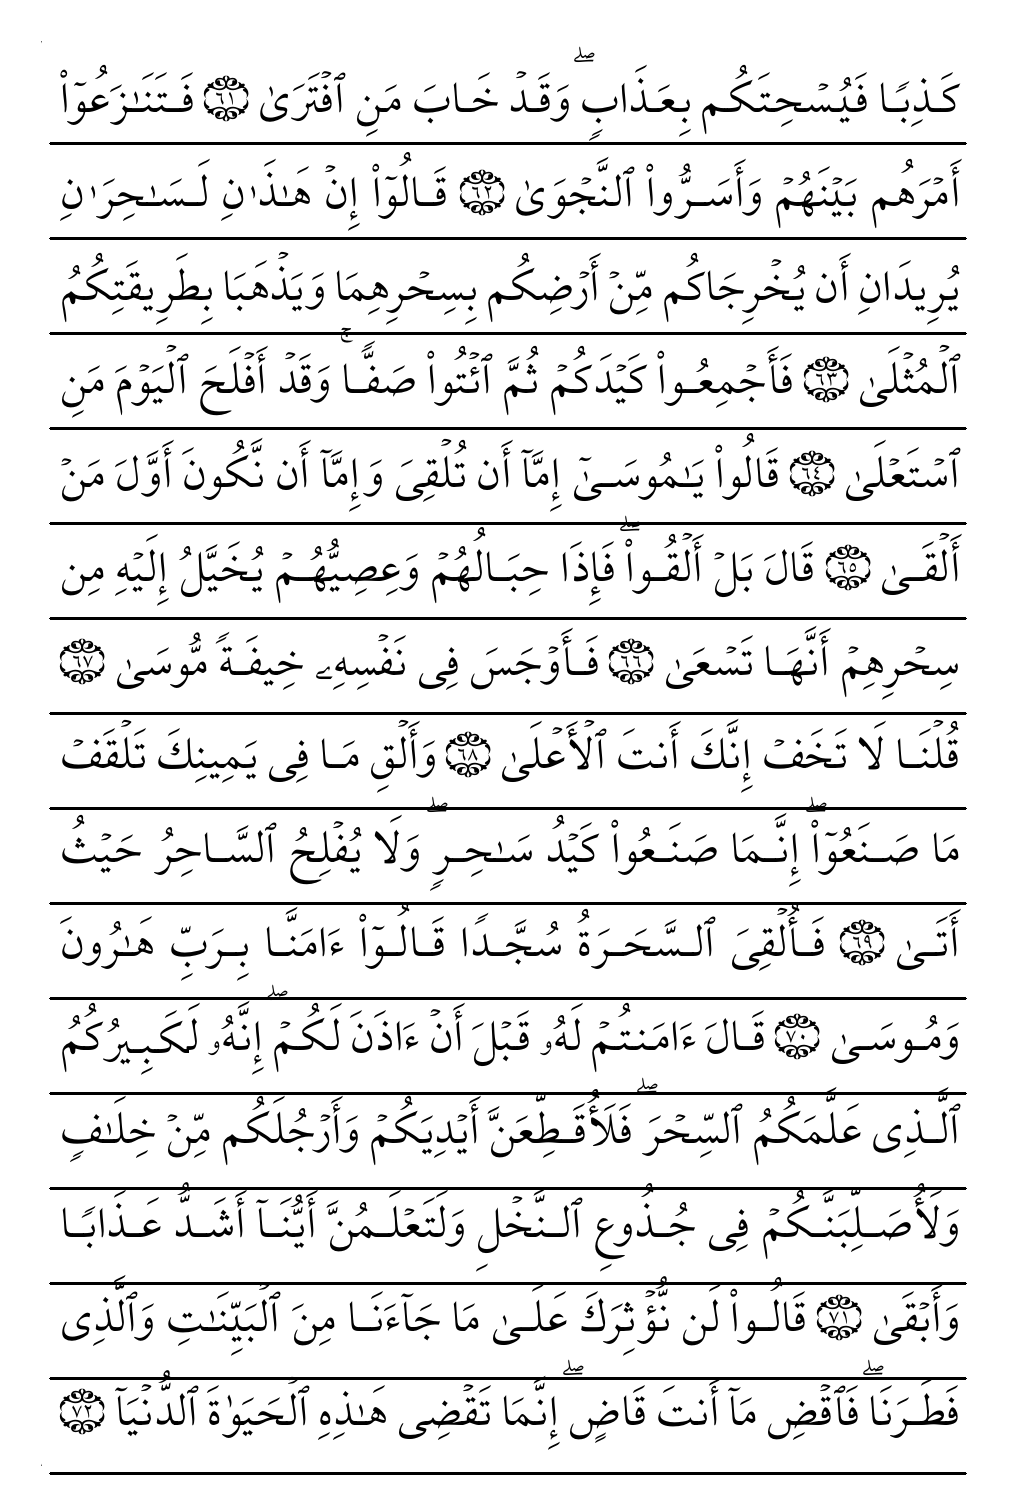 كَذِبًا فَيُسْحِتَكُم بِعَذَابٍ ۖ وَقَدْ خَابَ مَنِ ٱفْتَرَىٰ ٦١ فَتَنَـٰزَعُوٓا۟
أَمْرَهُم بَيْنَهُمْ وَأَسَرُّوا۟ ٱلنَّجْوَىٰ ٦٢ قَالُوٓا۟ إِنْ هَـٰذَٰنِ لَسَـٰحِرَٰنِ
يُرِيدَانِ أَن يُخْرِجَاكُم مِّنْ أَرْضِكُم بِسِحْرِهِمَا وَيَذْهَبَا بِطَرِيقَتِكُمُ
ٱلْمُثْلَىٰ ٦٣ فَأَجْمِعُوا۟ كَيْدَكُمْ ثُمَّ ٱئْتُوا۟ صَفًّا ۚ وَقَدْ أَفْلَحَ ٱلْيَوْمَ مَنِ
ٱسْتَعْلَىٰ ٦٤ قَالُوا۟ يَـٰمُوسَىٰٓ إِمَّآ أَن تُلْقِىَ وَإِمَّآ أَن نَّكُونَ أَوَّلَ مَنْ
أَلْقَىٰ ٦٥ قَالَ بَلْ أَلْقُوا۟ ۖ فَإِذَا حِبَالُهُمْ وَعِصِيُّهُمْ يُخَيَّلُ إِلَيْهِ مِن
سِحْرِهِمْ أَنَّهَا تَسْعَىٰ ٦٦ فَأَوْجَسَ فِى نَفْسِهِۦ خِيفَةً مُّوسَىٰ ٦٧
قُلْنَا لَا تَخَفْ إِنَّكَ أَنتَ ٱلْأَعْلَىٰ ٦٨ وَأَلْقِ مَا فِى يَمِينِكَ تَلْقَفْ
مَا صَنَعُوٓا۟ ۖ إِنَّمَا صَنَعُوا۟ كَيْدُ سَـٰحِرٍ ۖ وَلَا يُفْلِحُ ٱلسَّاحِرُ حَيْثُ
أَتَىٰ ٦٩ فَأُلْقِىَ ٱلسَّحَرَةُ سُجَّدًا قَالُوٓا۟ ءَامَنَّا بِرَبِّ هَـٰرُونَ
وَمُوسَىٰ ٧٠ قَالَ ءَامَنتُمْ لَهُۥ قَبْلَ أَنْ ءَاذَنَ لَكُمْ ۖ إِنَّهُۥ لَكَبِيرُكُمُ
ٱلَّذِى عَلَّمَكُمُ ٱلسِّحْرَ ۖ فَلَأُقَطِّعَنَّ أَيْدِيَكُمْ وَأَرْجُلَكُم مِّنْ خِلَـٰفٍ
وَلَأُصَلِّبَنَّكُمْ فِى جُذُوعِ ٱلنَّخْلِ وَلَتَعْلَمُنَّ أَيُّنَآ أَشَدُّ عَذَابًا
وَأَبْقَىٰ ٧١ قَالُوا۟ لَن نُّؤْثِرَكَ عَلَىٰ مَا جَآءَنَا مِنَ ٱلْبَيِّنَـٰتِ وَٱلَّذِى
فَطَرَنَا ۖ فَٱقْضِ مَآ أَنتَ قَاضٍ ۖ إِنَّمَا تَقْضِى هَـٰذِهِ ٱلْحَيَوٰةَ ٱلدُّنْيَآ ٧٢